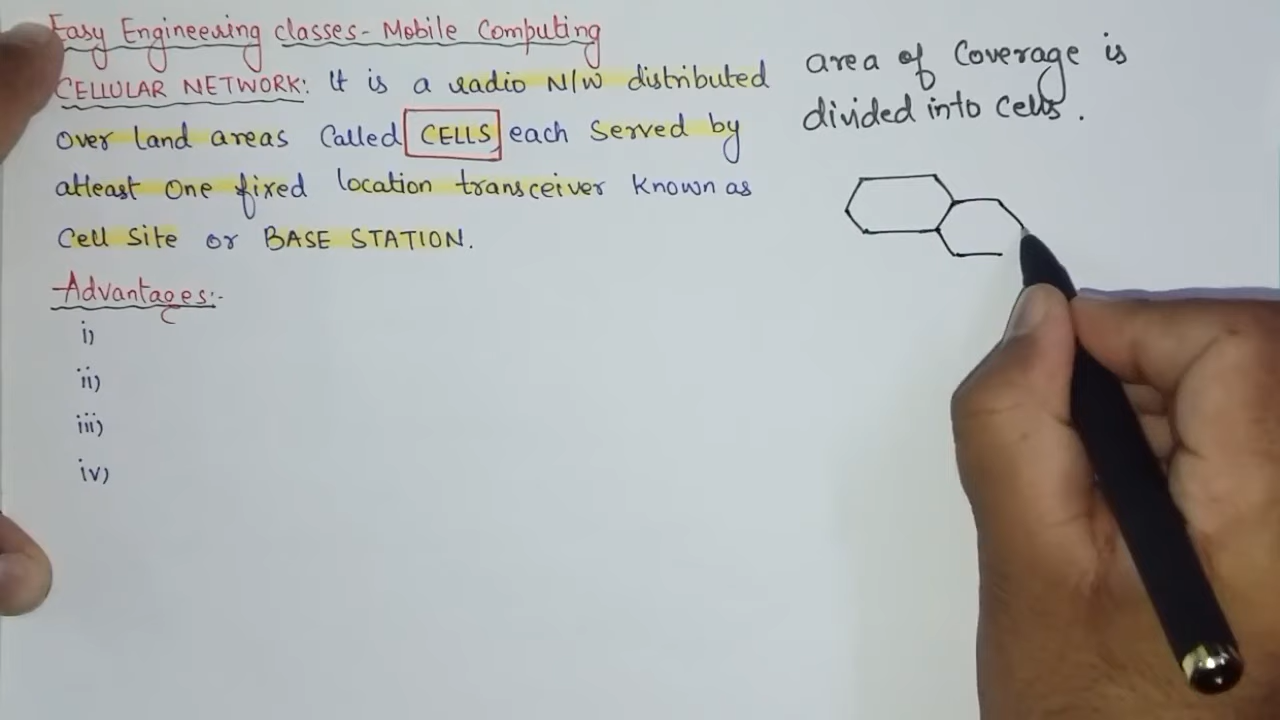 Easy Engineering classes- Mobile Computing
CELLULAR NETWORK: It is a radio N/W distributed
over land areas called CELLS each served by
atleast one fixed location transceiver known as
Cell site or BASE STATION.
Advantages:-
i)
ii)
iii)
iv)
area of Coverage is
divided into cells.